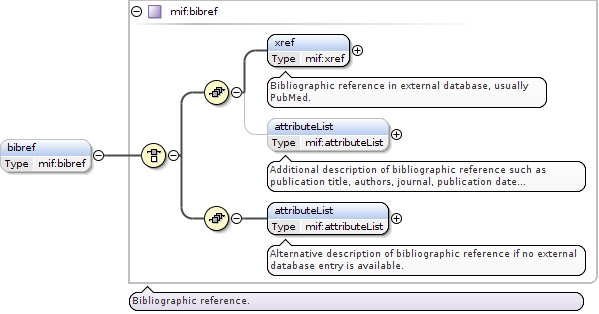 mif:bibref
xref
Type mif:xref
Bibliographic reference in external database, usually
PubMed.
attributeList
Type mif:attributeList
Additional description of bibliographic reference such as
publication title, authors, journal, publication date...
bibref
Type mif:bibref
attributeList
Type mif:attributeList
Alternative description of bibliographic reference if no external
database entry is available.
Bibliographic reference.